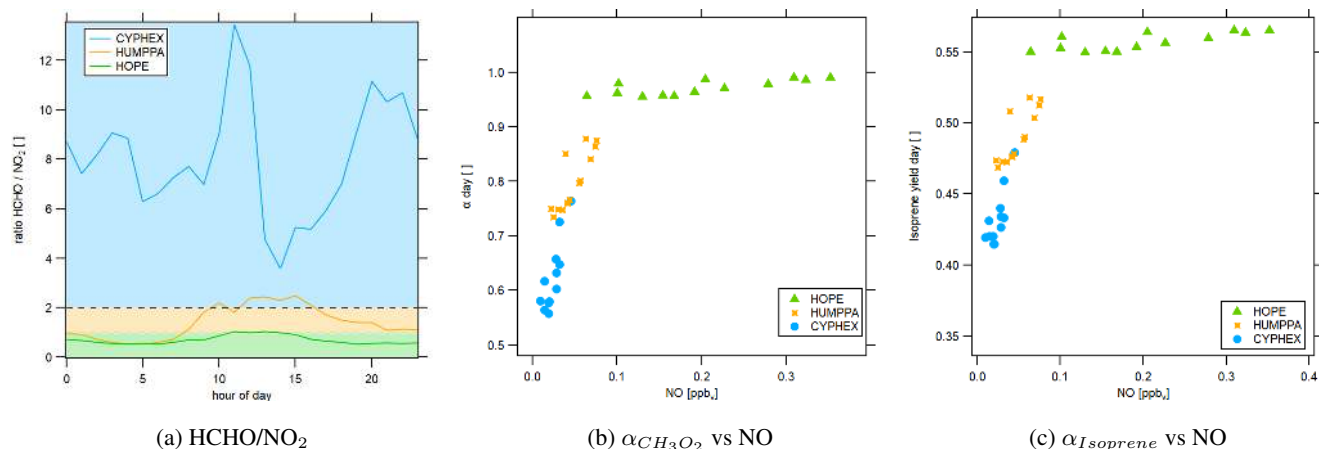 CYPHEX
HUMPPA
HOPE
ratio HCHO / NO₂ [ ]
12
10
8
6
4
2
0
0
5
10
15
20
hour of day
(a) HCHO/NO₂
α day [ ]
1.0
0.9
0.8
0.7
0.6
0.5
0.0
0.1
0.2
0.3
NO [ppbᵥ]
HOPE
HUMPPA
CYPHEX
(b) α_{CH₃O₂} vs NO
Isoprene yield day [ ]
0.55
0.50
0.45
0.40
0.35
0.0
0.1
0.2
0.3
0.4
NO [ppbᵥ]
HOPE
HUMPPA
CYPHEX
(c) α_{Isoprene} vs NO